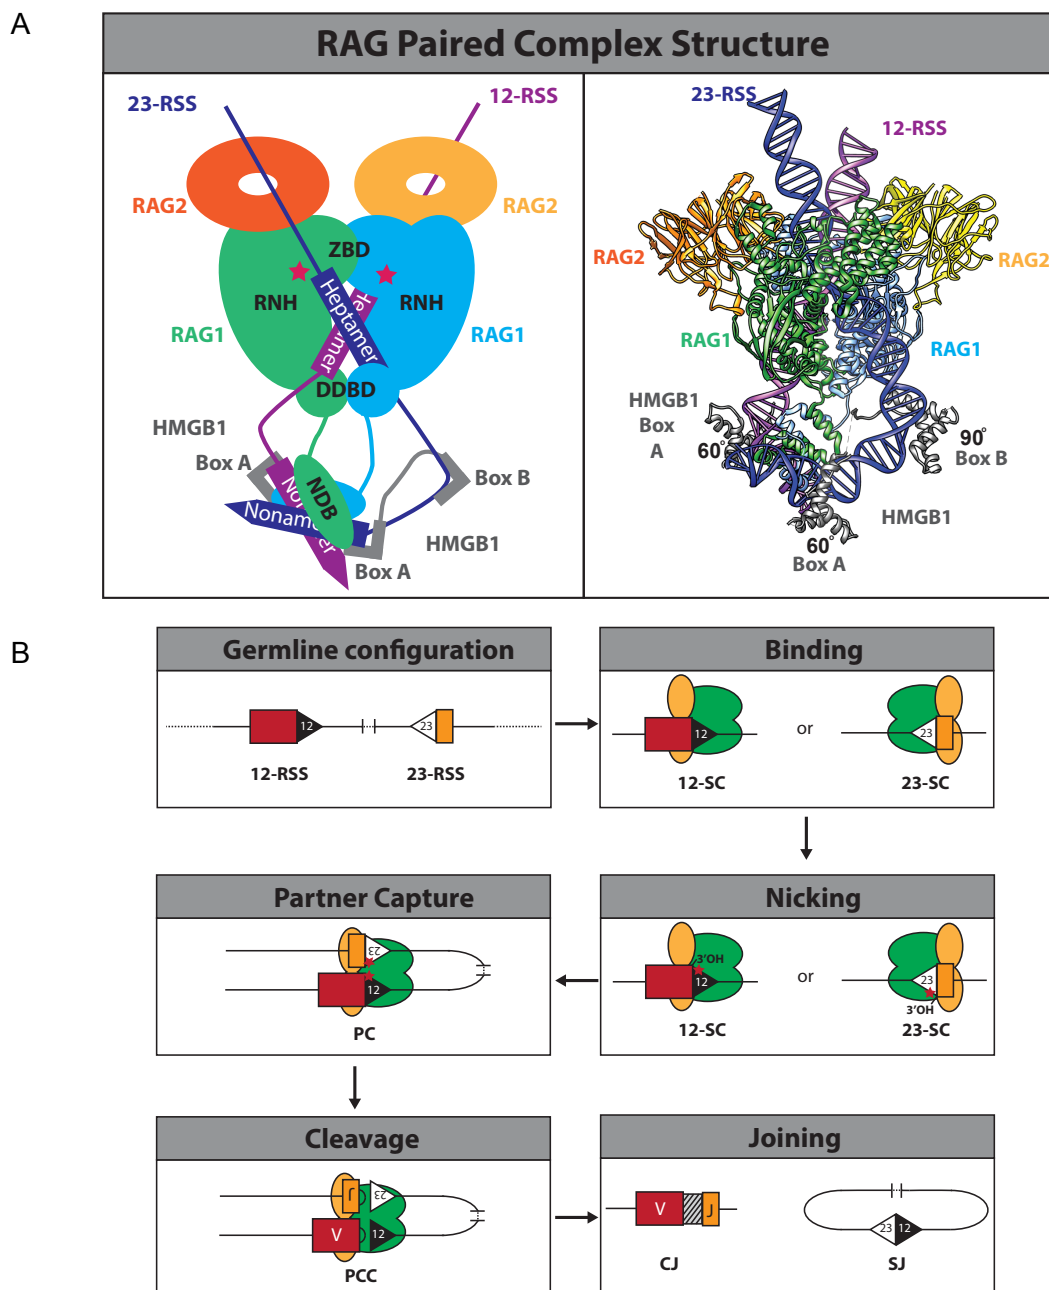 A
RAG Paired Complex Structure
23-RSS
12-RSS
RAG2
RAG2
ZBD
RNH
RNH
Heptamer
RAG1
RAG1
DDBD
HMGB1
Box A
Box B
NDB
Nonamer
HMGB1
Box A
23-RSS
12-RSS
RAG2
RAG2
RAG1
RAG1
HMGB1
Box
A
60°
90°
Box B
HMGB1
60°
Box A
B
Germline configuration
12
23
12-RSS
23-RSS
Binding
12
or
23
12-SC
23-SC
Partner Capture
23
12
PC
Nicking
3'OH
12
or
23
3'OH
12-SC
23-SC
Cleavage
J
23
V
12
PCC
Joining
V
J
23
12
CJ
SJ